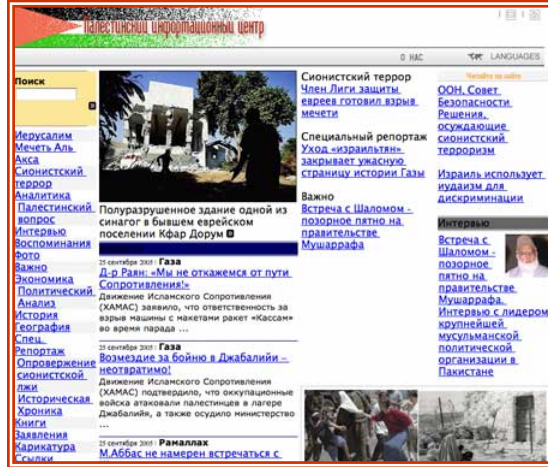 Палестинский информационный центр
О НАС
LANGUAGES
Поиск
Иерусалим
Мечеть Аль
Акса
Сионистский
террор
Аналитика
Палестинский
вопрос
Интервью
Воспоминания
Фото
Важно
Экономика
Политический
Анализ
История
География
Спец.
Репортаж
Опровержение
сионистской
лжи
Историческая
Хроника
Книги
Заявления
Карикатура
Ссылки
Полуразрушенное здание одной из
синагог в бывшем еврейском
поселении Кфар Дорум
25 сентября 2005 | Газа
Д-р Раян: «Мы не откажемся от пути
Сопротивления!»
Движение Исламского Сопротивления
(ХАМАС) заявило, что ответственность за
взрыв машины с макетами ракет «Кассам»
во время парада ...
25 сентября 2005 | Газа
Возмездие за бойню в Джабалийи –
неотвратимо!
Движение Исламского Сопротивления
(ХАМАС) подтвердило, что оккупационные
войска атаковали палестинцев в лагере
Джабалийя, а также осудило министерство
...
25 сентября 2005 | Рамаллах
М.Аббас не намерен встречаться с
Сионистский террор
Член Лиги защиты
евреев готовил взрыв
мечети
Специальный репортаж
Уход «израильтян»
закрывает ужасную
страницу истории Газы
Важно
Встреча с Шаломом -
позорное пятно на
правительстве
Мушаррафа
Читайте на сайте
ООН, Совет
Безопасности
Решения,
осуждающие
сионистский
терроризм
Израиль использует
иудаизм для
дискриминации
Интервью
Встреча с
Шаломом -
позорное
пятно на
правительстве
Мушаррафа.
Интервью с лидером
крупнейшей
мусульманской
политической
организации в
Пакистане